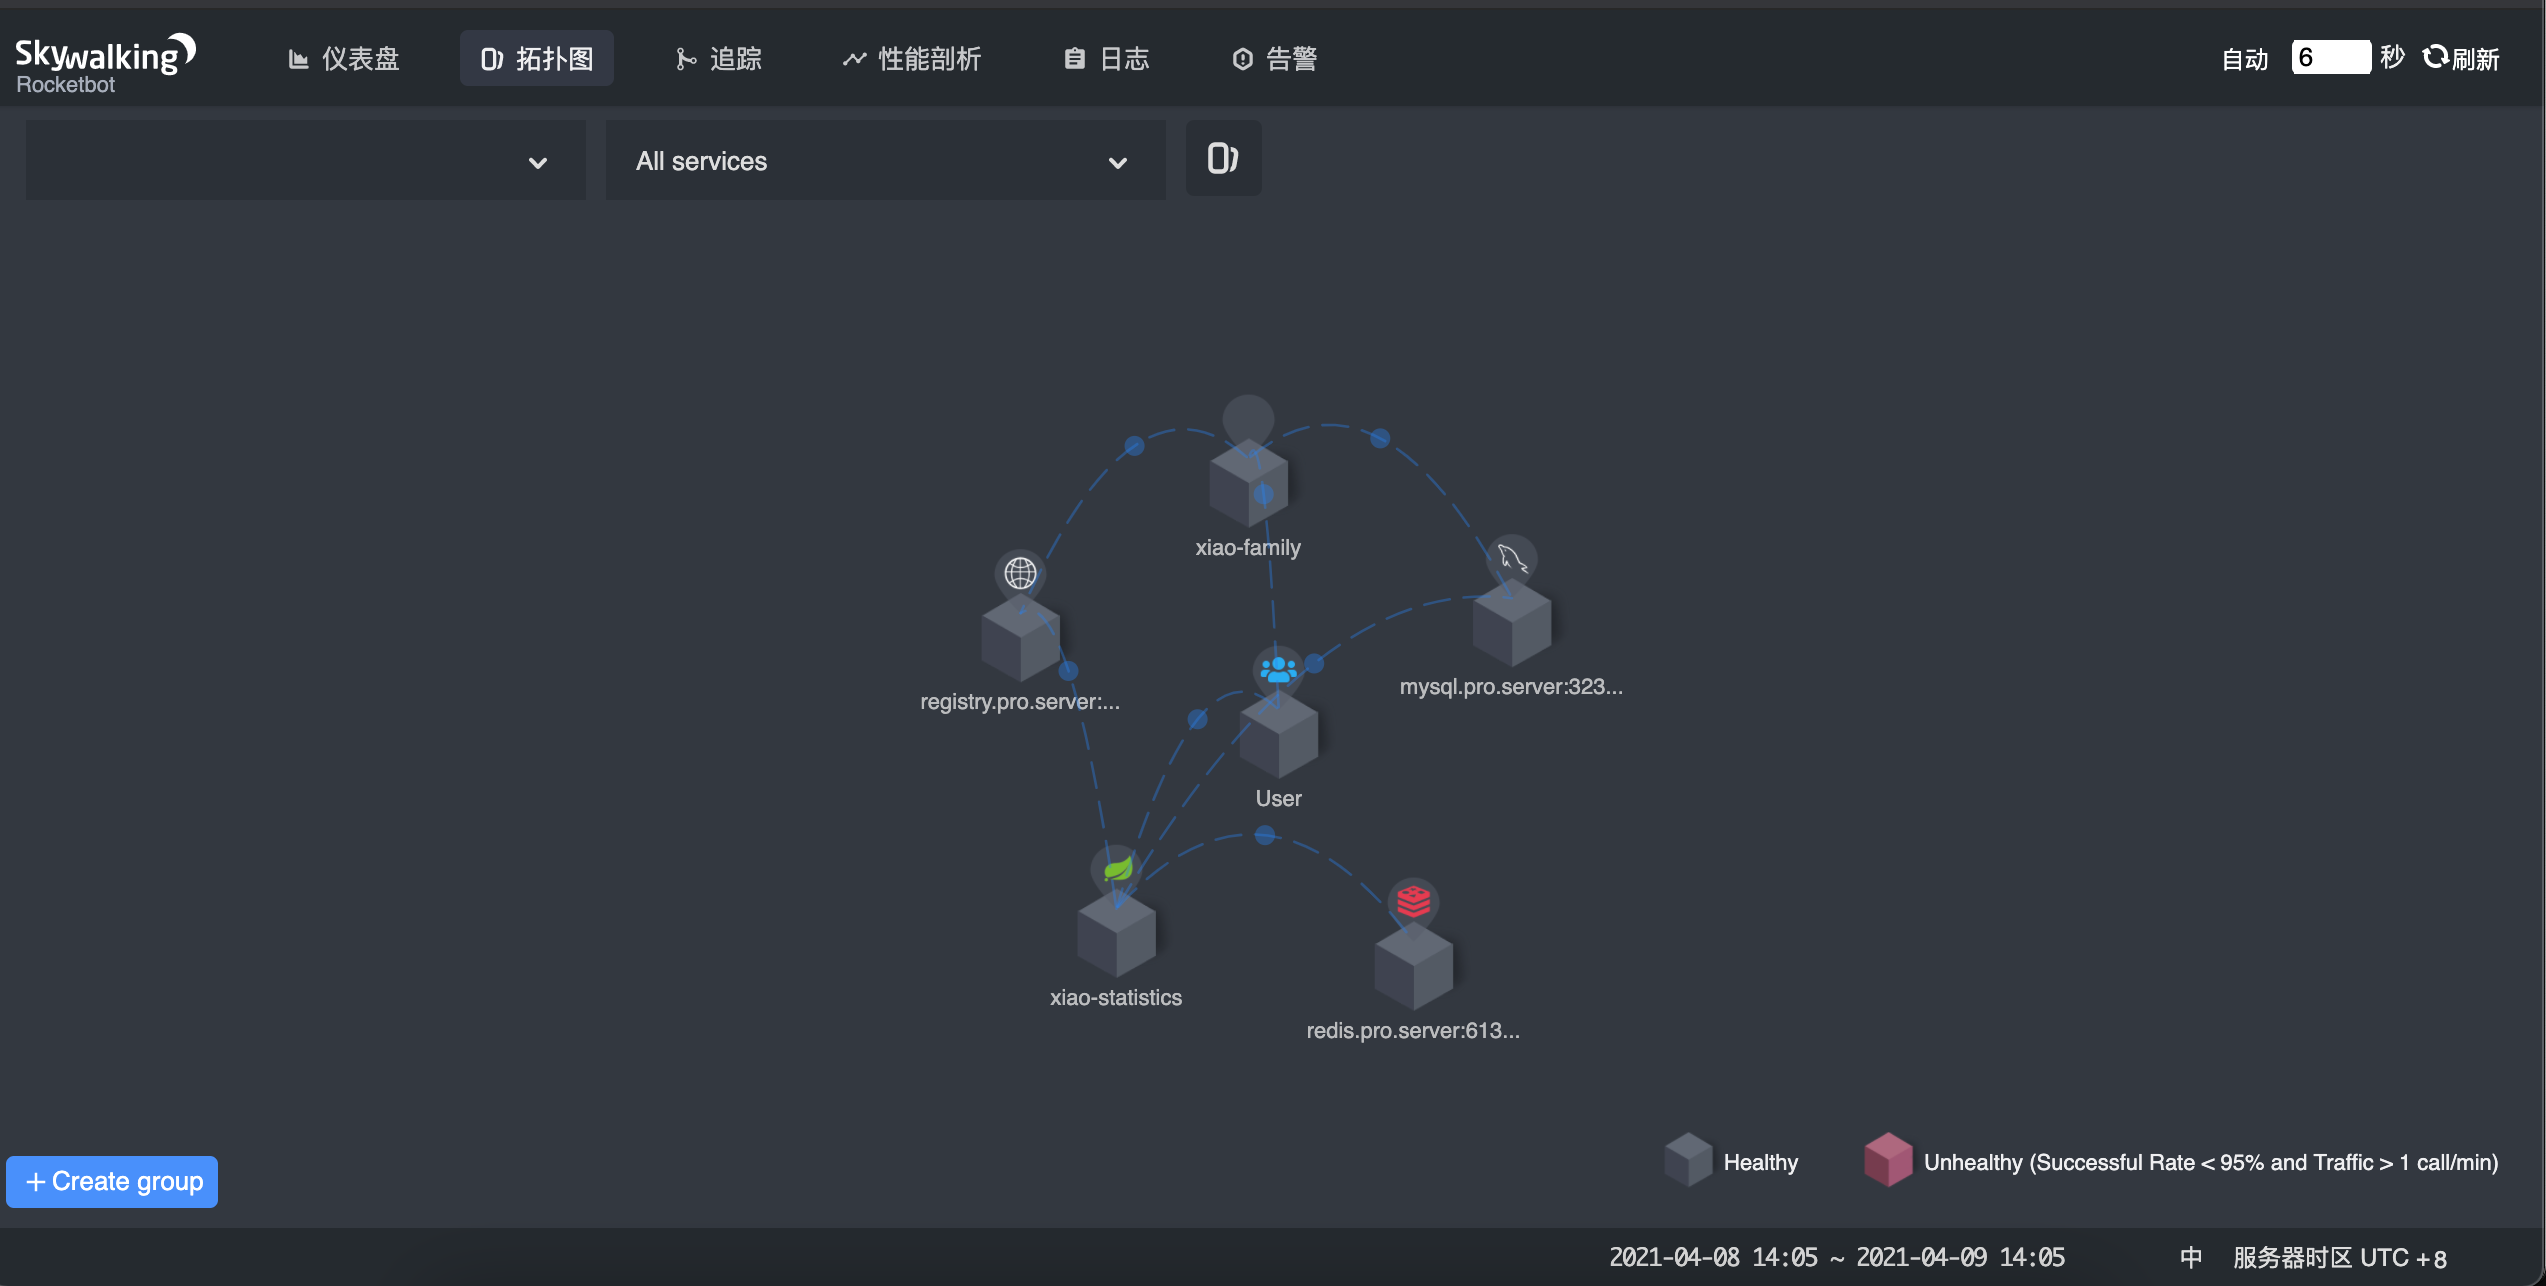 Skywalking
Rocketbot
仪表盘
拓扑图
追踪
性能剖析
日志
告警
自动 6 秒 刷新
All services
xiao-family
registry.pro.server:...
mysql.pro.server:323...
User
xiao-statistics
redis.pro.server:613...
Healthy
Unhealthy (Successful Rate < 95% and Traffic > 1 call/min)
+ Create group
2021-04-08 14:05 ~ 2021-04-09 14:05
中
服务器时区 UTC +8